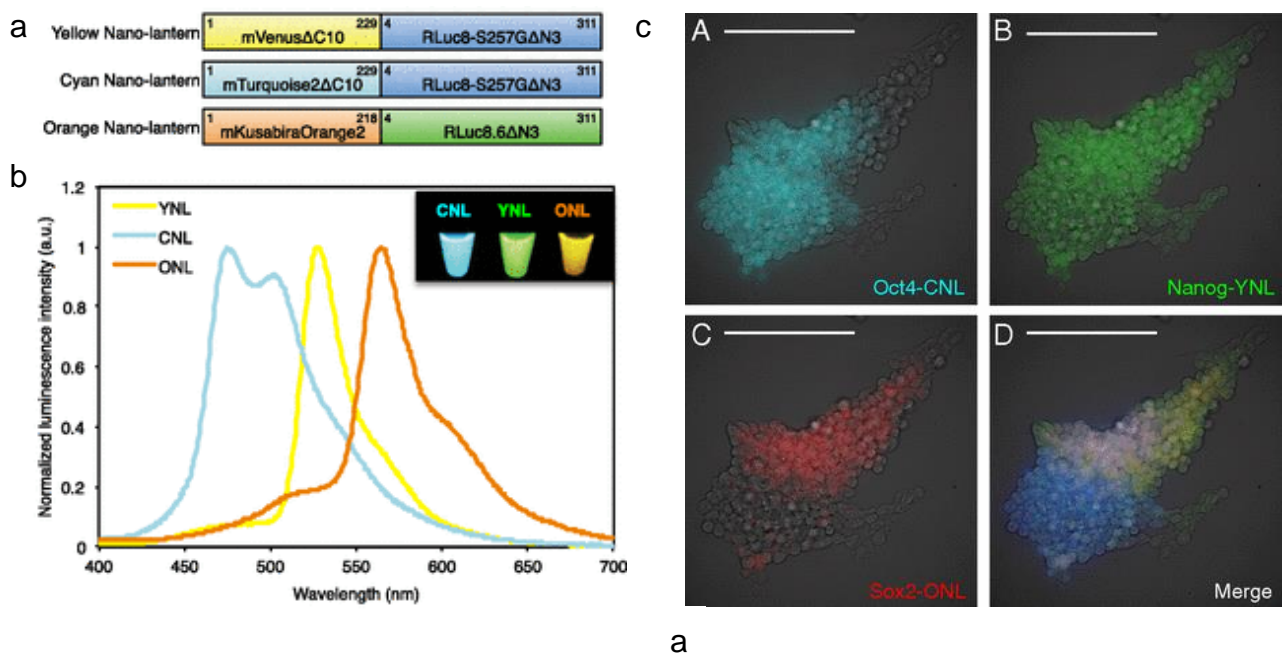 a
Yellow Nano-lantern 1 mVenusΔC10 229 4 RLuc8-S257GΔN3 311
Cyan Nano-lantern 1 mTurquoise2ΔC10 229 4 RLuc8-S257GΔN3 311
Orange Nano-lantern 1 mKusabiraOrange2 218 4 RLuc8.6ΔN3 311
b
Normalized luminescence intensity (a.u.)
1.2
1
0.8
0.6
0.4
0.2
0
YNL
CNL
ONL
CNL YNL ONL
400 450 500 550 600 650 700
Wavelength (nm)
c
A
Oct4-CNL
B
Nanog-YNL
C
Sox2-ONL
D
Merge
a